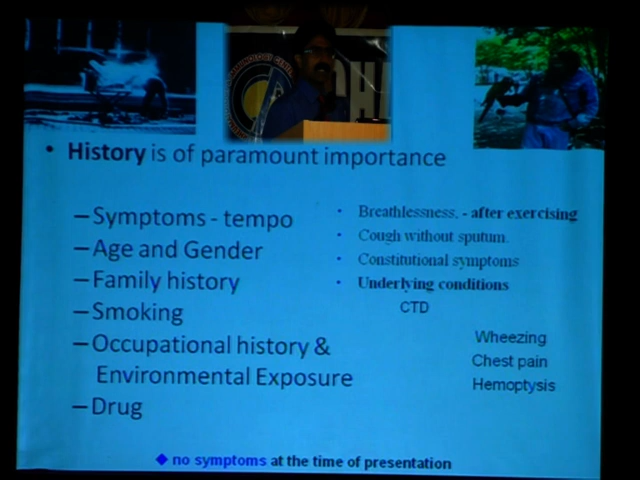 CHA
• History is of paramount importance
– Symptoms - tempo
– Age and Gender
– Family history
– Smoking
– Occupational history &
Environmental Exposure
– Drug
• Breathlessness, - after exercising
• Cough without sputum.
• Constitutional symptoms
• Underlying conditions
CTD
Wheezing
Chest pain
Hemoptysis
◆ no symptoms at the time of presentation